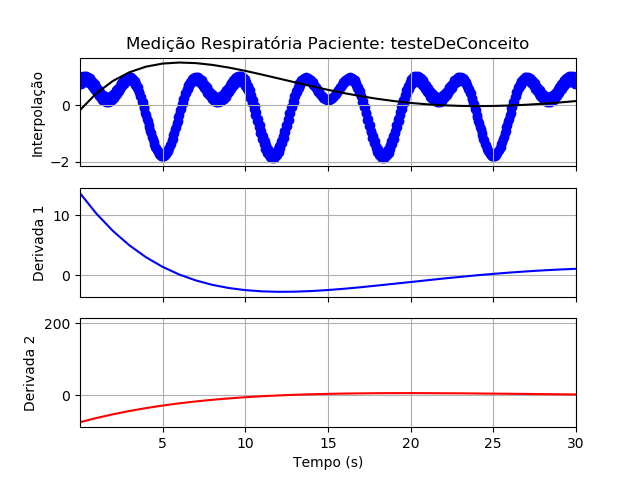 Medição Respiratória Paciente: testeDeConceito
Interpolação
0
−2
Derivada 1
10
0
Derivada 2
200
0
5 10 15 20 25 30
Tempo (s)